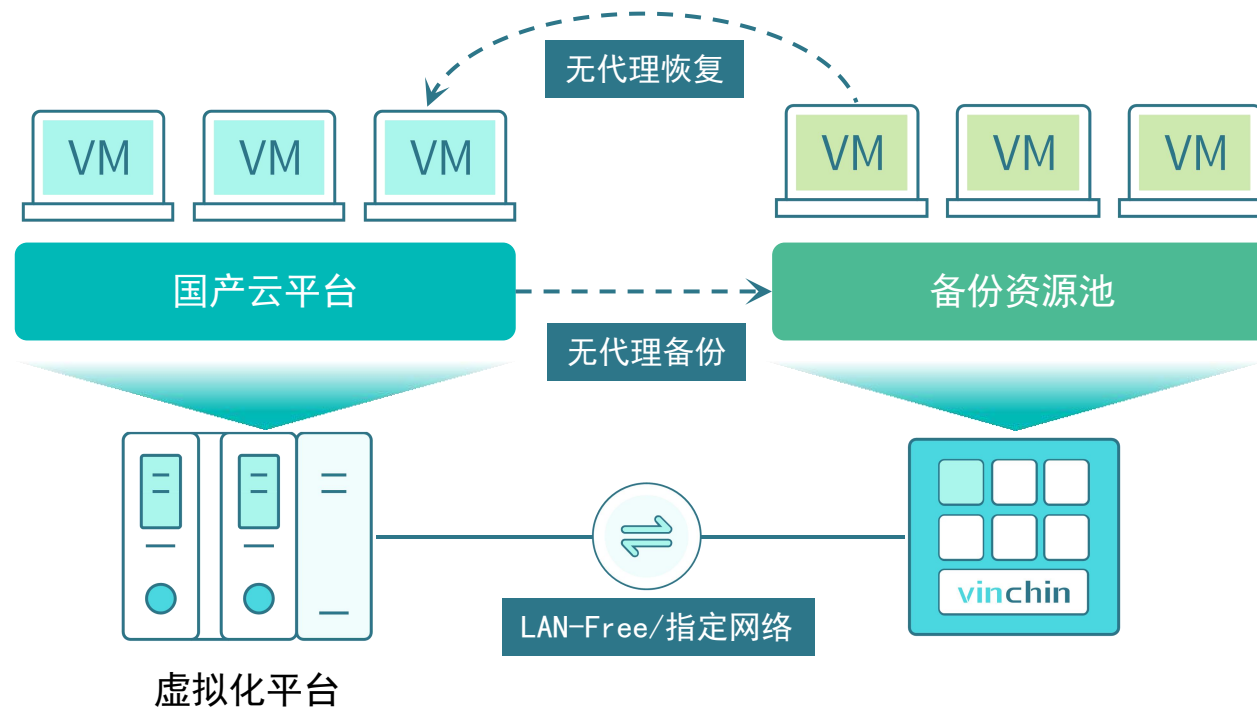 无代理恢复
VM
VM
VM
VM
VM
VM
国产云平台
备份资源池
无代理备份
vinchin
LAN-Free/指定网络
虚拟化平台